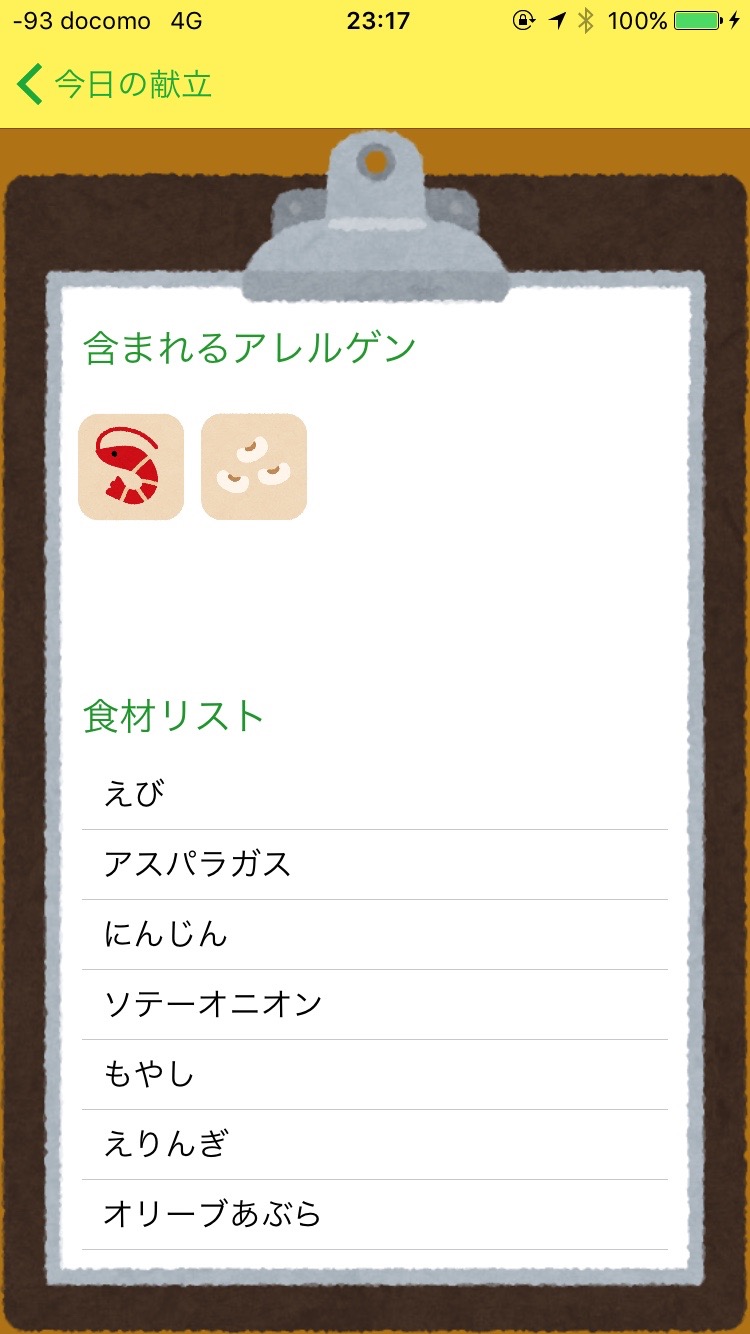 -93 docomo 4G 23:17 100%
今日の献立
含まれるアレルゲン
食材リスト
えび
アスパラガス
にんじん
ソテーオニオン
もやし
えりんぎ
オリーブあぶら